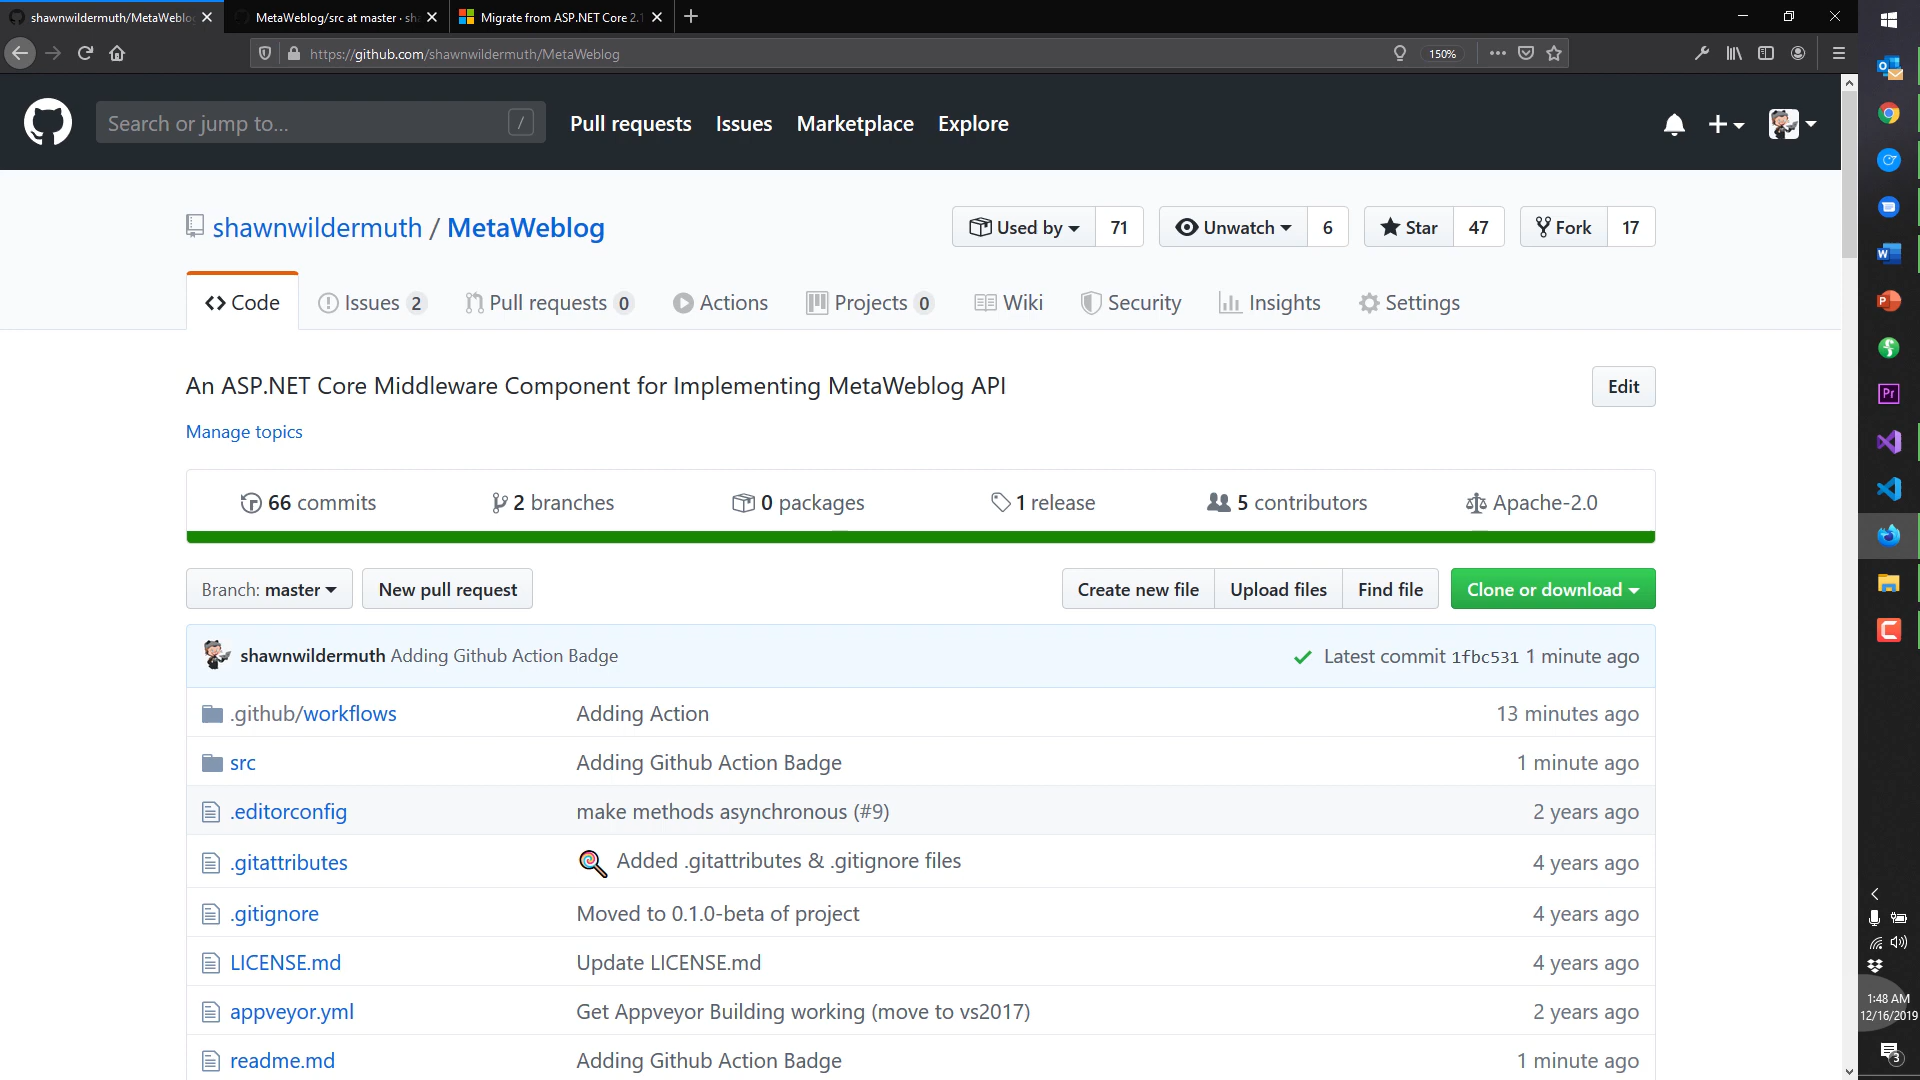 shawnwildermuth/MetaWeblog
MetaWeblog/src at master · sh
Migrate from ASP.NET Core 2.1
https://github.com/shawnwildermuth/MetaWeblog
150%
Search or jump to...
/
Pull requests
Issues
Marketplace
Explore
shawnwildermuth / MetaWeblog
Used by 71
Unwatch 6
Star 47
Fork 17
Code
Issues 2
Pull requests 0
Actions
Projects 0
Wiki
Security
Insights
Settings
An ASP.NET Core Middleware Component for Implementing MetaWeblog API
Edit
Manage topics
66 commits
2 branches
0 packages
1 release
5 contributors
Apache-2.0
Branch: master
New pull request
Create new file
Upload files
Find file
Clone or download
shawnwildermuth Adding Github Action Badge
Latest commit 1fbc531 1 minute ago
.github/workflows
Adding Action
13 minutes ago
src
Adding Github Action Badge
1 minute ago
.editorconfig
make methods asynchronous (#9)
2 years ago
.gitattributes
Added .gitattributes & .gitignore files
4 years ago
.gitignore
Moved to 0.1.0-beta of project
4 years ago
LICENSE.md
Update LICENSE.md
4 years ago
appveyor.yml
Get Appveyor Building working (move to vs2017)
2 years ago
readme.md
Adding Github Action Badge
1 minute ago
Pr
1:48 AM
12/16/2019
3